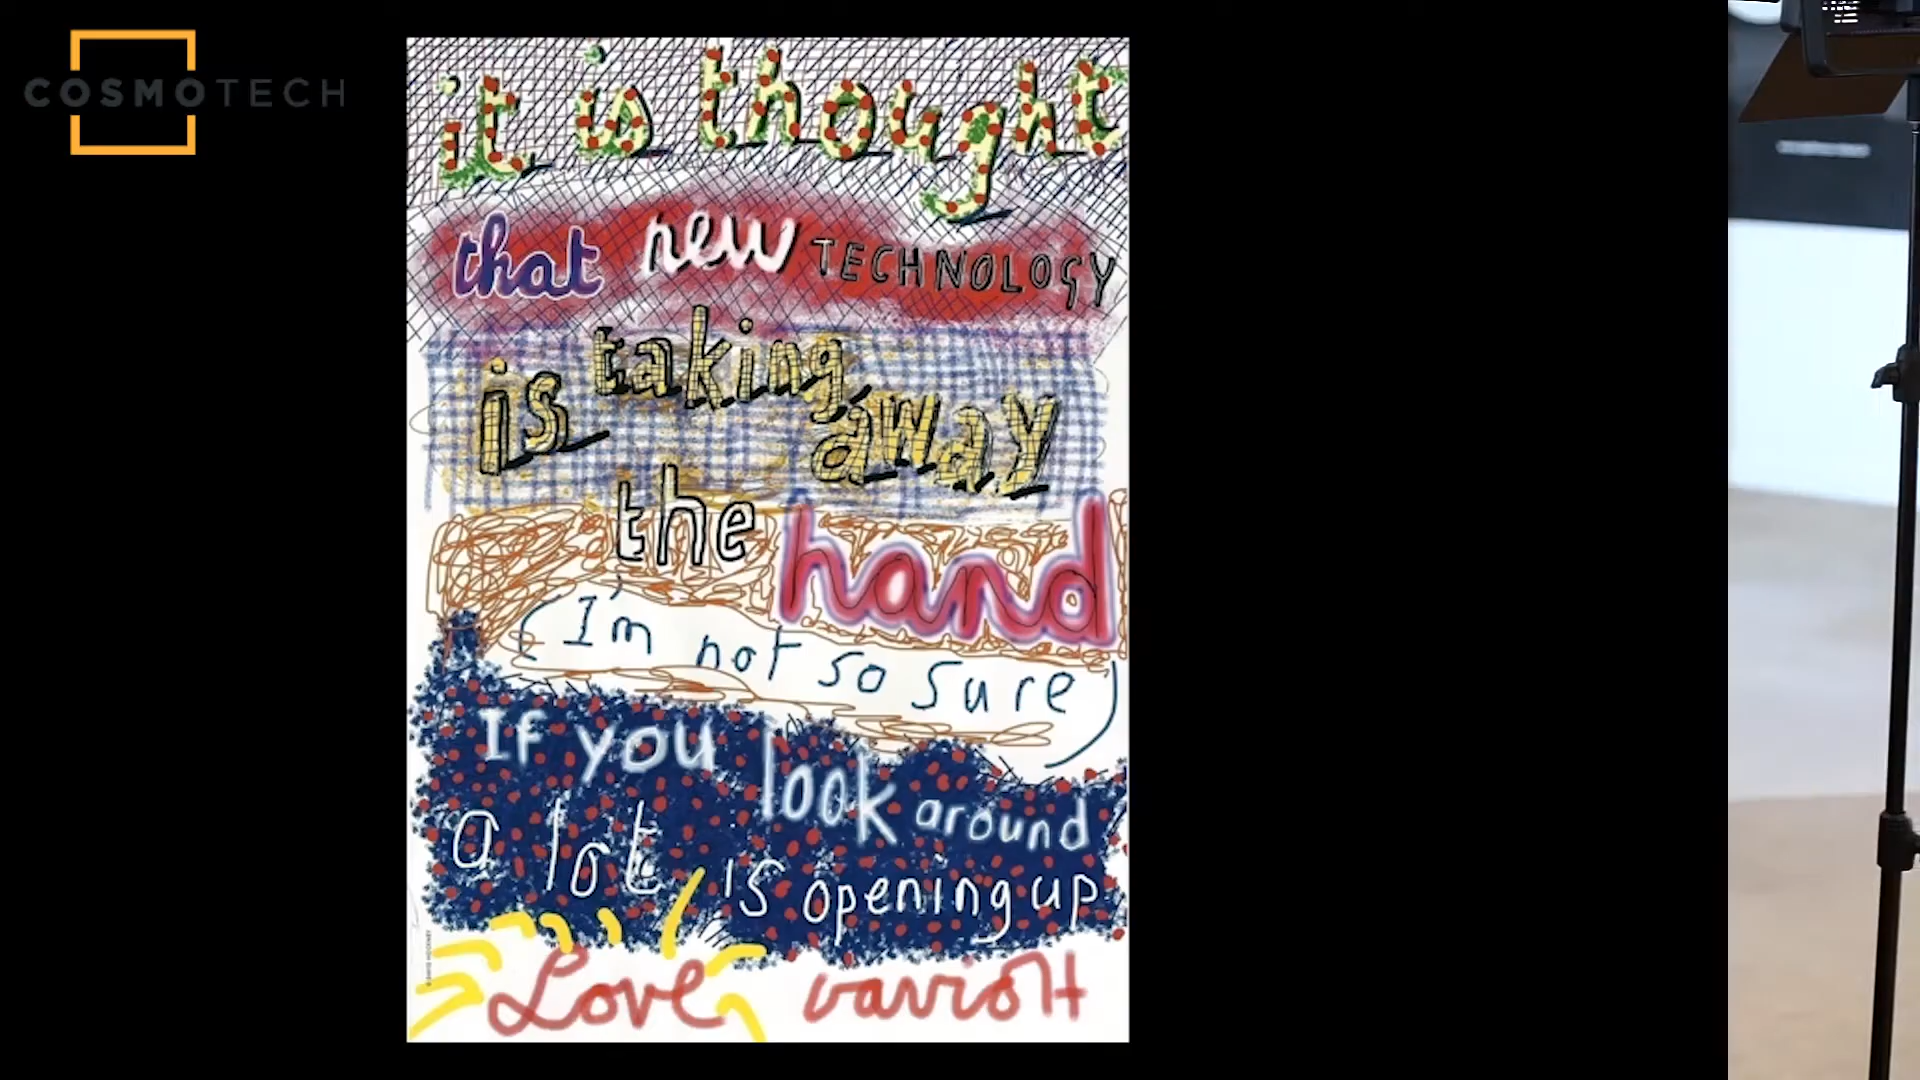 COSMOTECH
it is thought
that new TECHNOLOGY
is taking away
the hand
(I'm not so sure)
If you look around
a lot is opening up
Love